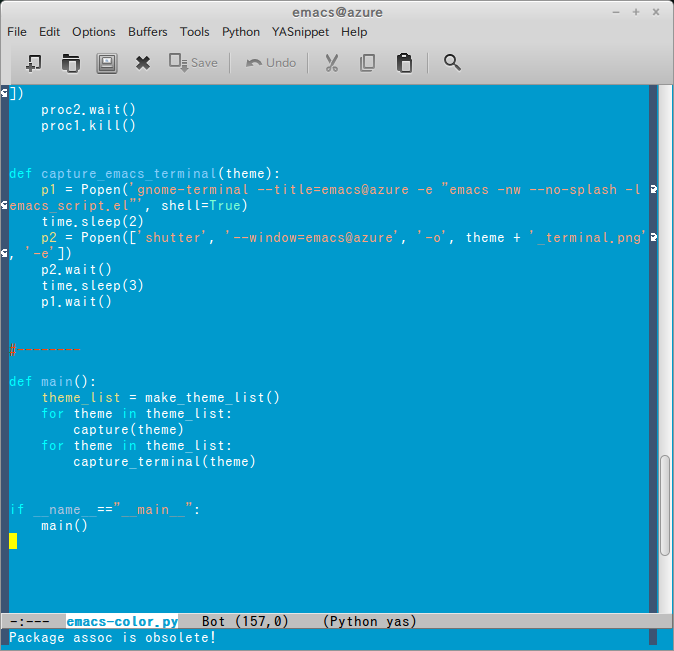 emacs@azure
File Edit Options Buffers Tools Python YASnippet Help
Save Undo
])
    proc2.wait()
    proc1.kill()
def capture_emacs_terminal(theme):
    p1 = Popen('gnome-terminal --title=emacs@azure -e "emacs -nw --no-splash -l
emacs_script.el"', shell=True)
    time.sleep(2)
    p2 = Popen(['shutter', '--window=emacs@azure', '-o', theme + '_terminal.png'
, '-e'])
    p2.wait()
    time.sleep(3)
    p1.wait()
#--------
def main():
    theme_list = make_theme_list()
    for theme in theme_list:
        capture(theme)
    for theme in theme_list:
        capture_terminal(theme)
if __name__=="__main__":
    main()
-:--- emacs-color.py Bot (157,0) (Python yas)
Package assoc is obsolete!